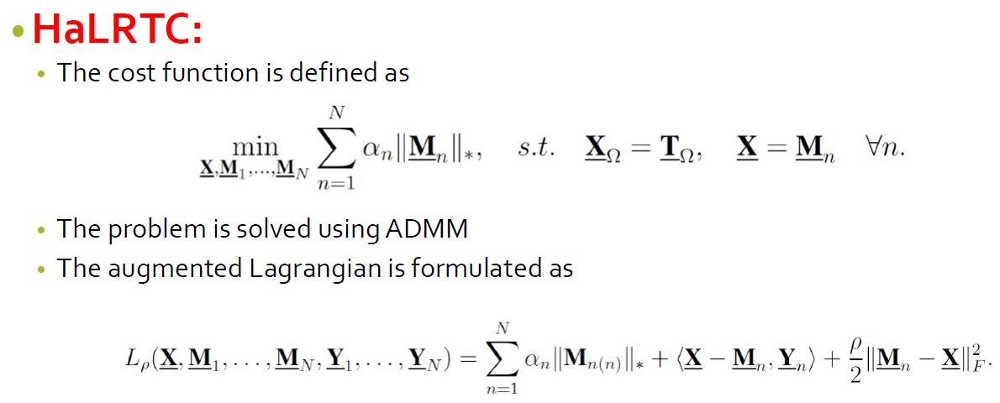 • HaLRTC:
• The cost function is defined as
$$\min_{\underline{\mathbf{X}},\underline{\mathbf{M}}_1,\ldots,\underline{\mathbf{M}}_N} \sum_{n=1}^{N} \alpha_n \|\underline{\mathbf{M}}_n\|_*, \quad s.t. \quad \underline{\mathbf{X}}_\Omega = \underline{\mathbf{T}}_\Omega, \quad \underline{\mathbf{X}} = \underline{\mathbf{M}}_n \quad \forall n.$$
• The problem is solved using ADMM
• The augmented Lagrangian is formulated as
$$L_\rho(\underline{\mathbf{X}}, \underline{\mathbf{M}}_1, \ldots, \underline{\mathbf{M}}_N, \underline{\mathbf{Y}}_1, \ldots, \underline{\mathbf{Y}}_N) = \sum_{n=1}^{N} \alpha_n \|\mathbf{M}_{n(n)}\|_* + \langle \underline{\mathbf{X}} - \underline{\mathbf{M}}_n, \underline{\mathbf{Y}}_n \rangle + \frac{\rho}{2} \|\underline{\mathbf{M}}_n - \underline{\mathbf{X}}\|_F^2.$$